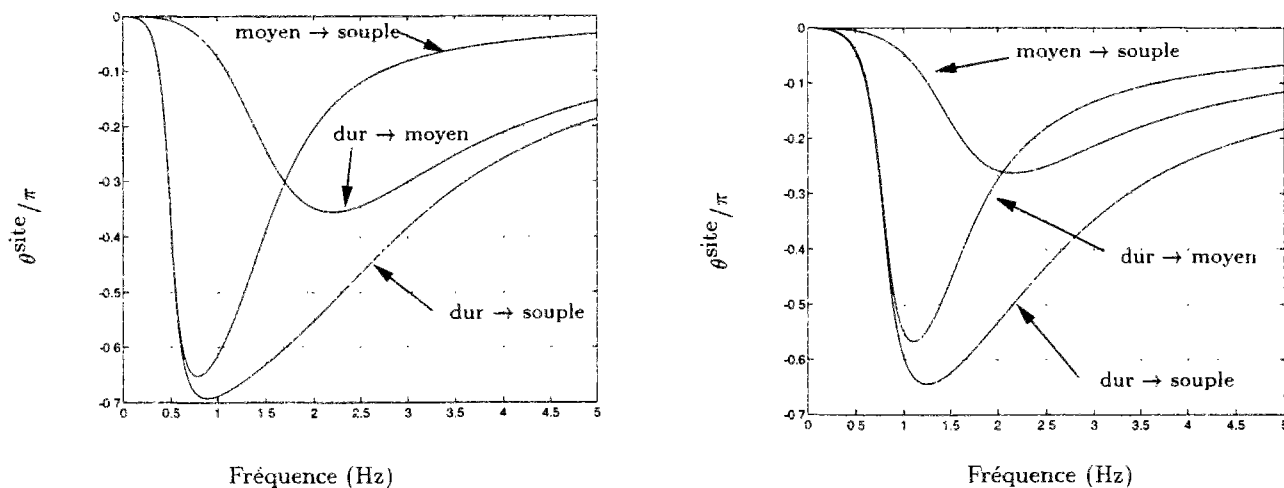 moyen → souple
dur → moyen
dur → souple
θsite/π
0
-0.1
-0.2
-0.3
-0.4
-0.5
-0.6
-0.7
0 0.5 1 1.5 2 2.5 3 3.5 4 4.5 5
Fréquence (Hz)
moyen → souple
dur → moyen
dur → souple
θsite/π
0
-0.1
-0.2
-0.3
-0.4
-0.5
-0.6
-0.7
0 0.5 1 1.5 2 2.5 3 3.5 4 4.5 5
Fréquence (Hz)